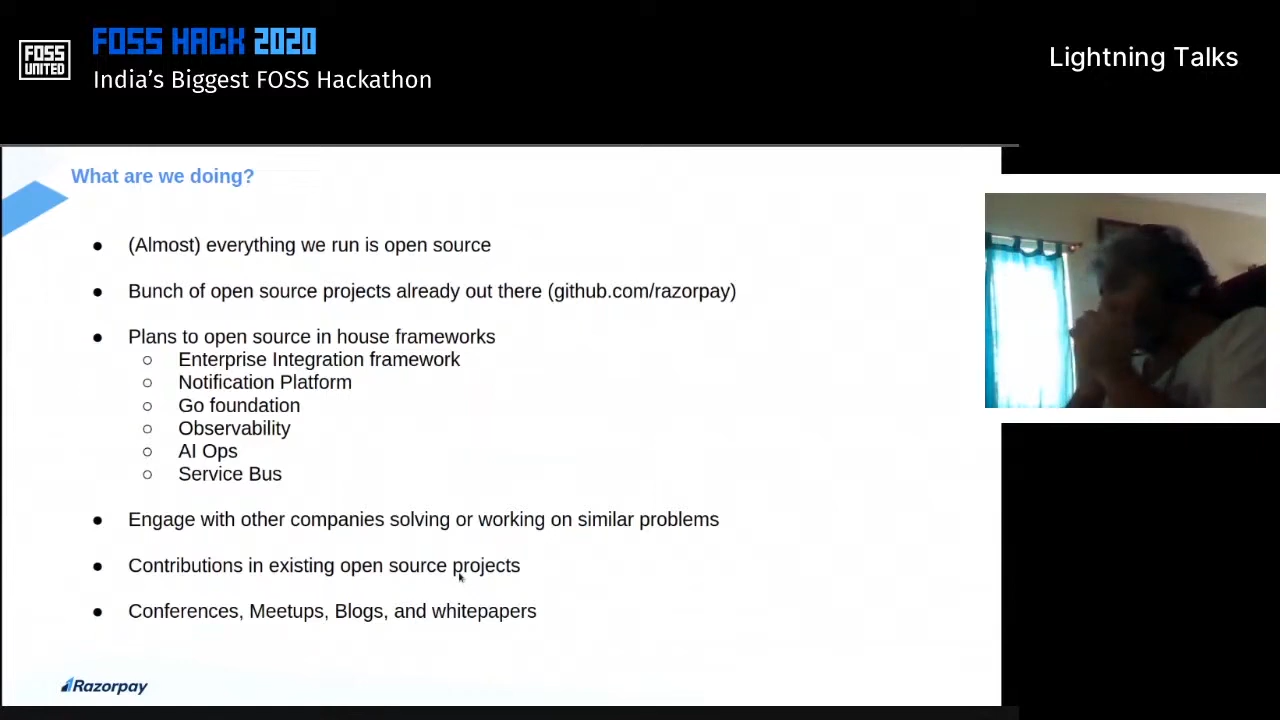 FOSS UNITED
FOSS HACK 2020
India’s Biggest FOSS Hackathon
Lightning Talks
What are we doing?
● (Almost) everything we run is open source
● Bunch of open source projects already out there (github.com/razorpay)
● Plans to open source in house frameworks
○ Enterprise Integration framework
○ Notification Platform
○ Go foundation
○ Observability
○ AI Ops
○ Service Bus
● Engage with other companies solving or working on similar problems
● Contributions in existing open source projects
● Conferences, Meetups, Blogs, and whitepapers
Razorpay